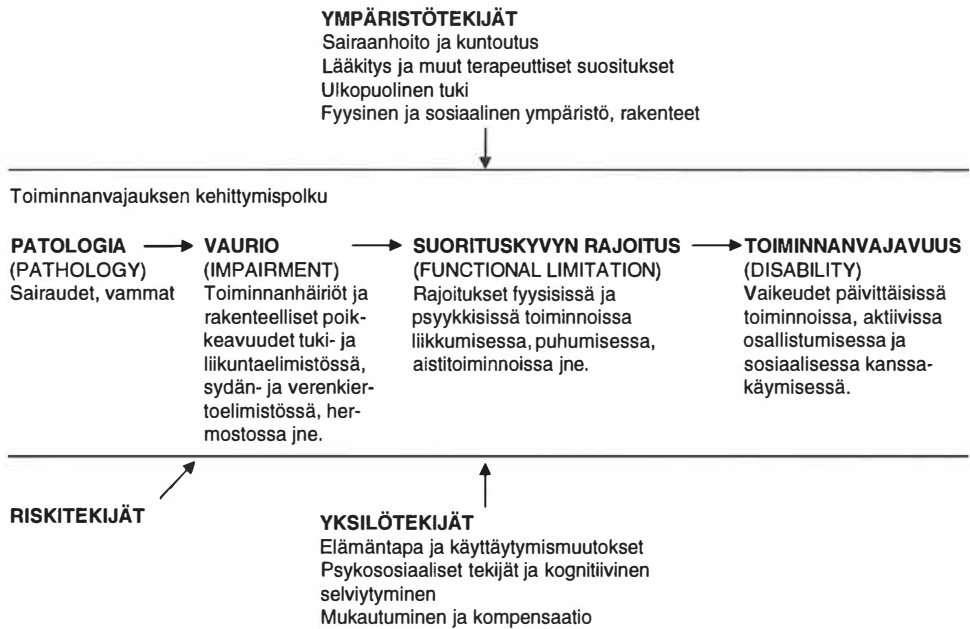 YMPÄRISTÖTEKIJÄT
Sairaanhoito ja kuntoutus
Lääkitys ja muut terapeuttiset suositukset
Ulkopuolinen tuki
Fyysinen ja sosiaalinen ympäristö, rakenteet
Toiminnanvajauksen kehittymispolku
PATOLOGIA
(PATHOLOGY)
Sairaudet, vammat
VAURIO
(IMPAIRMENT)
Toiminnanhäiriöt ja
rakenteelliset poik-
keavuudet tuki- ja
liikuntaelimistössä,
sydän- ja verenkier-
toelimistössä, her-
mostossa jne.
SUORITUSKYVYN RAJOITUS
(FUNCTIONAL LIMITATION)
Rajoitukset fyysisissä ja
psyykkisissä toiminnoissa
liikkumisessa, puhumisessa,
aistitoiminnoissa jne.
TOIMINNANVAJAVUUS
(DISABILITY)
Vaikeudet päivittäisissä
toiminnoissa, aktiivissa
osallistumisessa ja
sosiaalisessa kanssa-
käymisessä.
RISKITEKIJÄT
YKSILÖTEKIJÄT
Elämäntapa ja käyttäytymismuutokset
Psykososiaaliset tekijät ja kognitiivinen
selviytyminen
Mukautuminen ja kompensaatio